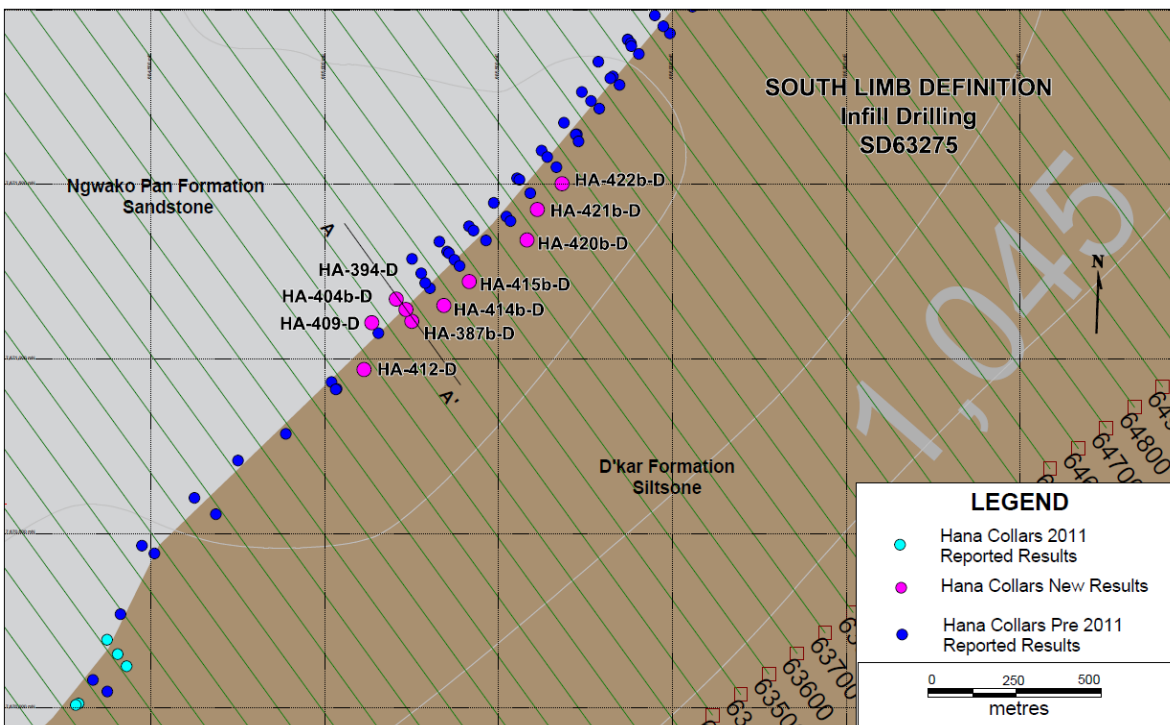 SOUTH LIMB DEFINITION
Infill Drilling
SD63275
Ngwako Pan Formation
Sandstone
HA-422b-D
HA-421b-D
HA-420b-D
A
HA-394-D
HA-415b-D
HA-404b-D
HA-414b-D
HA-409-D
HA-387b-D
HA-412-D
A'
N
1,045
D'kar Formation
Siltsone
64800
64700
63700
63600
LEGEND
Hana Collars 2011
Reported Results
Hana Collars New Results
Hana Collars Pre 2011
Reported Results
0 250 500
metres